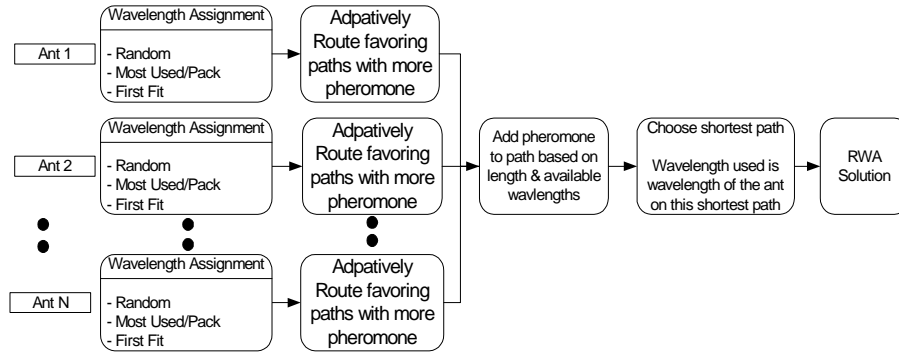 Ant 1
Wavelength Assignment
- Random
- Most Used/Pack
- First Fit
Adpatively
Route favoring
paths with more
pheromone
Ant 2
Wavelength Assignment
- Random
- Most Used/Pack
- First Fit
Adpatively
Route favoring
paths with more
pheromone
Ant N
Wavelength Assignment
- Random
- Most Used/Pack
- First Fit
Adpatively
Route favoring
paths with more
pheromone
Add pheromone
to path based on
length & available
wavlengths
Choose shortest path
Wavelength used is
wavelength of the ant
on this shortest path
RWA
Solution